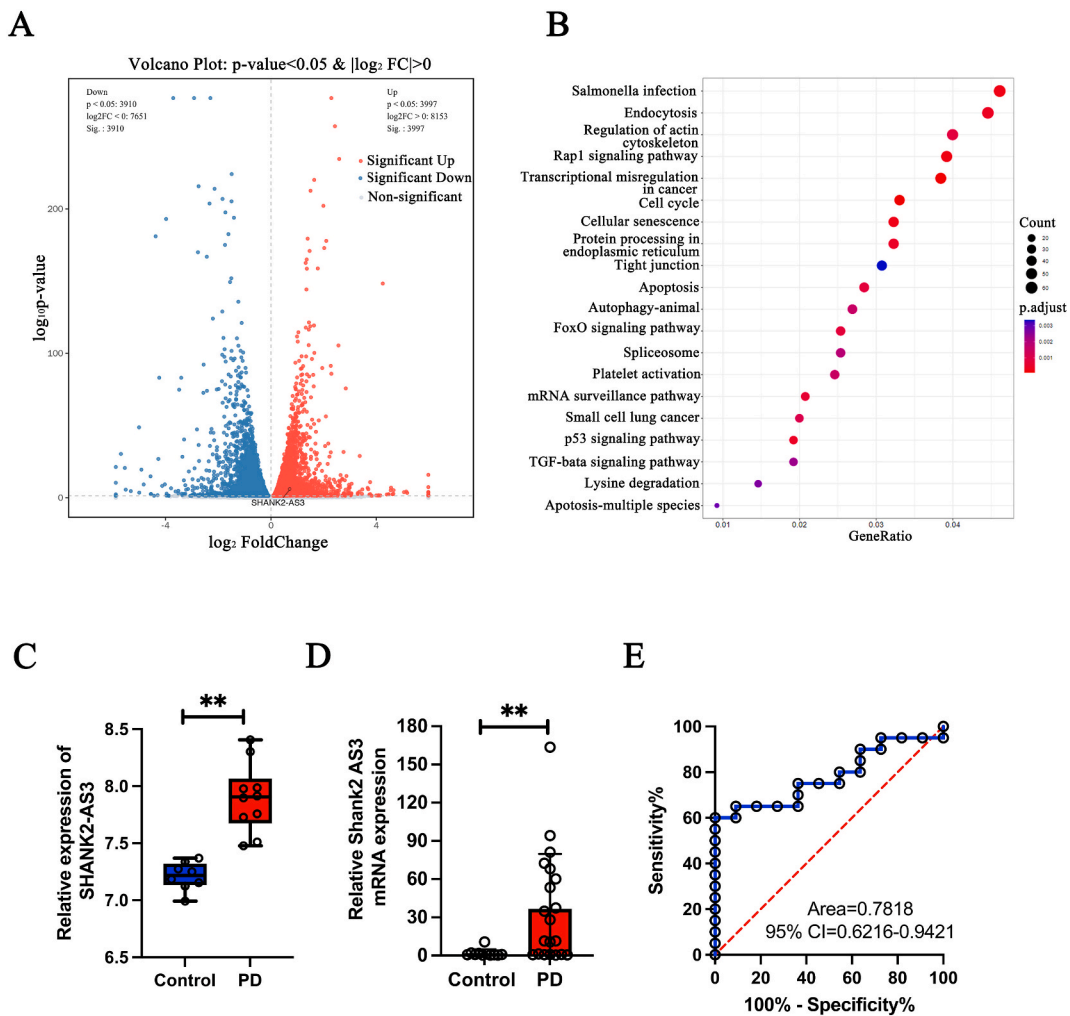 A
Volcano Plot: p-value<0.05 & |log₂ FC|>0
Down
p < 0.05: 3910
log2FC < 0: 7651
Sig. : 3910
Up
p < 0.05: 3997
log2FC > 0: 8153
Sig. : 3997
Significant Up
Significant Down
Non-significant
200
100
0
log₁₀p-value
SHANK2-AS3
-4
0
4
log₂ FoldChange
B
Salmonella infection
Endocytosis
Regulation of actin
cytoskeleton
Rap1 signaling pathway
Transcriptional misregulation
in cancer
Cell cycle
Cellular senescence
Protein processing in
endoplasmic reticulum
Tight junction
Apoptosis
Autophagy-animal
FoxO signaling pathway
Spliceosome
Platelet activation
mRNA surveillance pathway
Small cell lung cancer
p53 signaling pathway
TGF-bata signaling pathway
Lysine degradation
Apotosis-multiple species
0.01
0.02
0.03
0.04
GeneRatio
Count
20
30
40
50
60
p.adjust
0.003
0.002
0.001
C
**
8.5
8.0
7.5
7.0
6.5
Relative expression of
SHANK2-AS3
Control
PD
D
**
180
150
120
90
60
30
0
Relative Shank2 AS3
mRNA expression
Control
PD
E
100
80
60
40
20
0
Sensitivity%
Area=0.7818
95% CI=0.6216-0.9421
0
20
40
60
80
100
100% - Specificity%